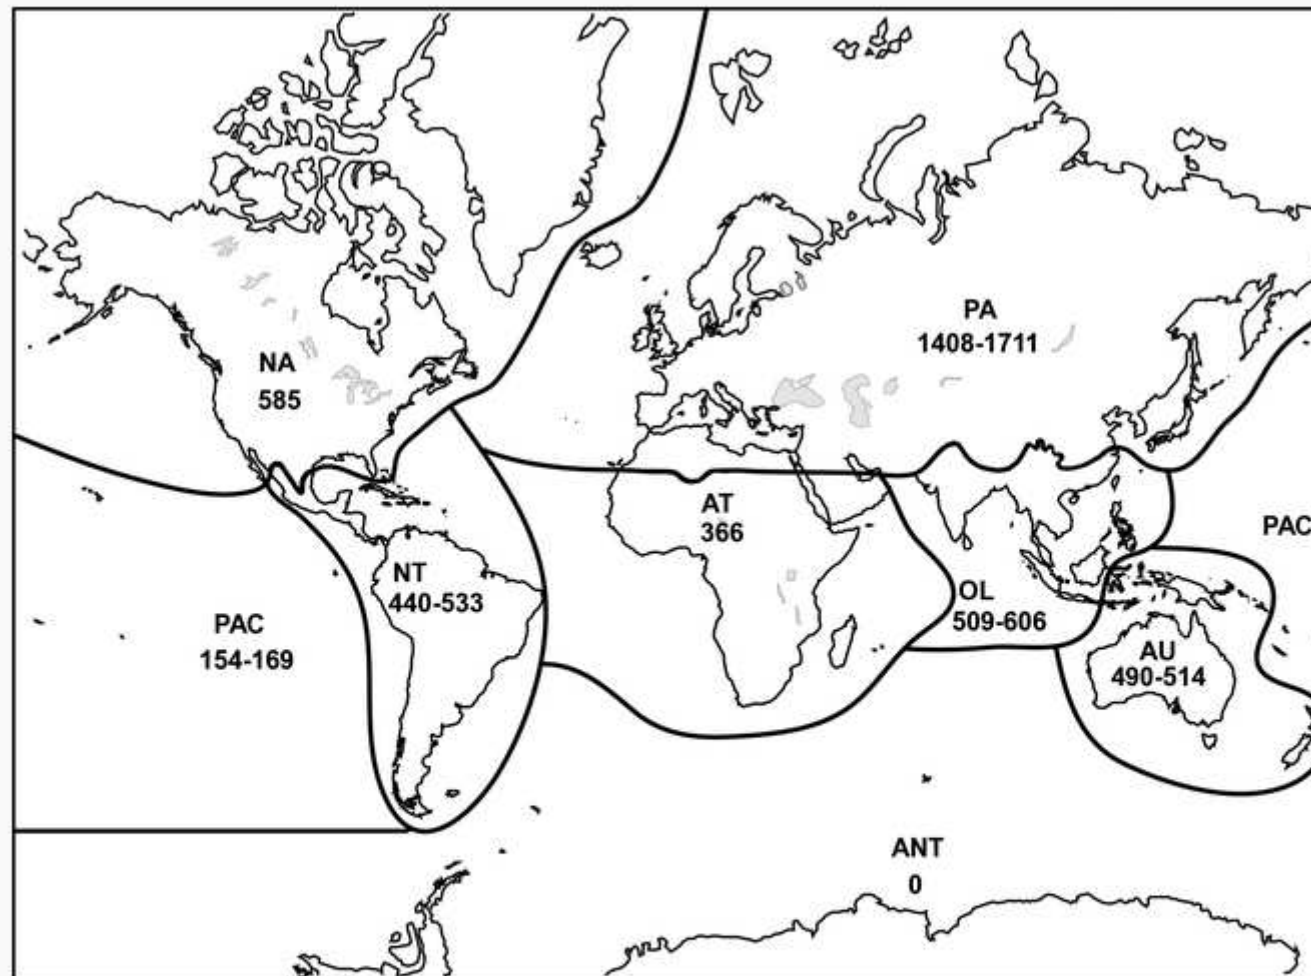 PA
1408-1711
NA
585
AT
366
PAC
NT
440-533
OL
509-606
PAC
154-169
AU
490-514
ANT
0